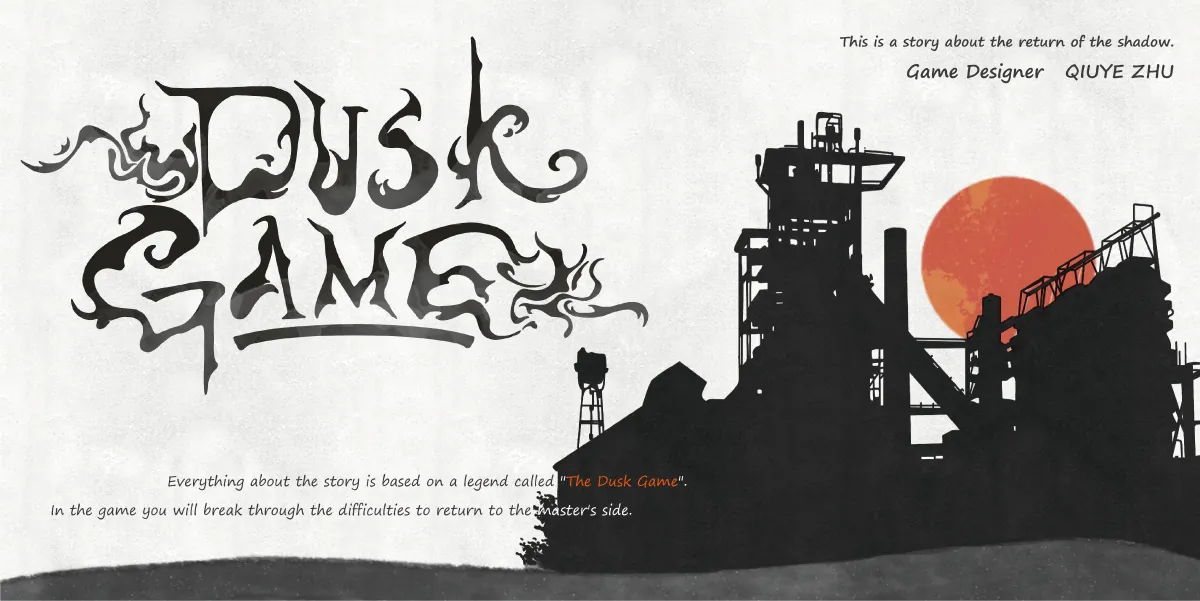 This is a story about the return of the shadow.
Game Designer QIUYE ZHU
DUSK
GAME
Everything about the story is based on a legend called "The Dusk Game".
In the game you will break through the difficulties to return to the master's side.